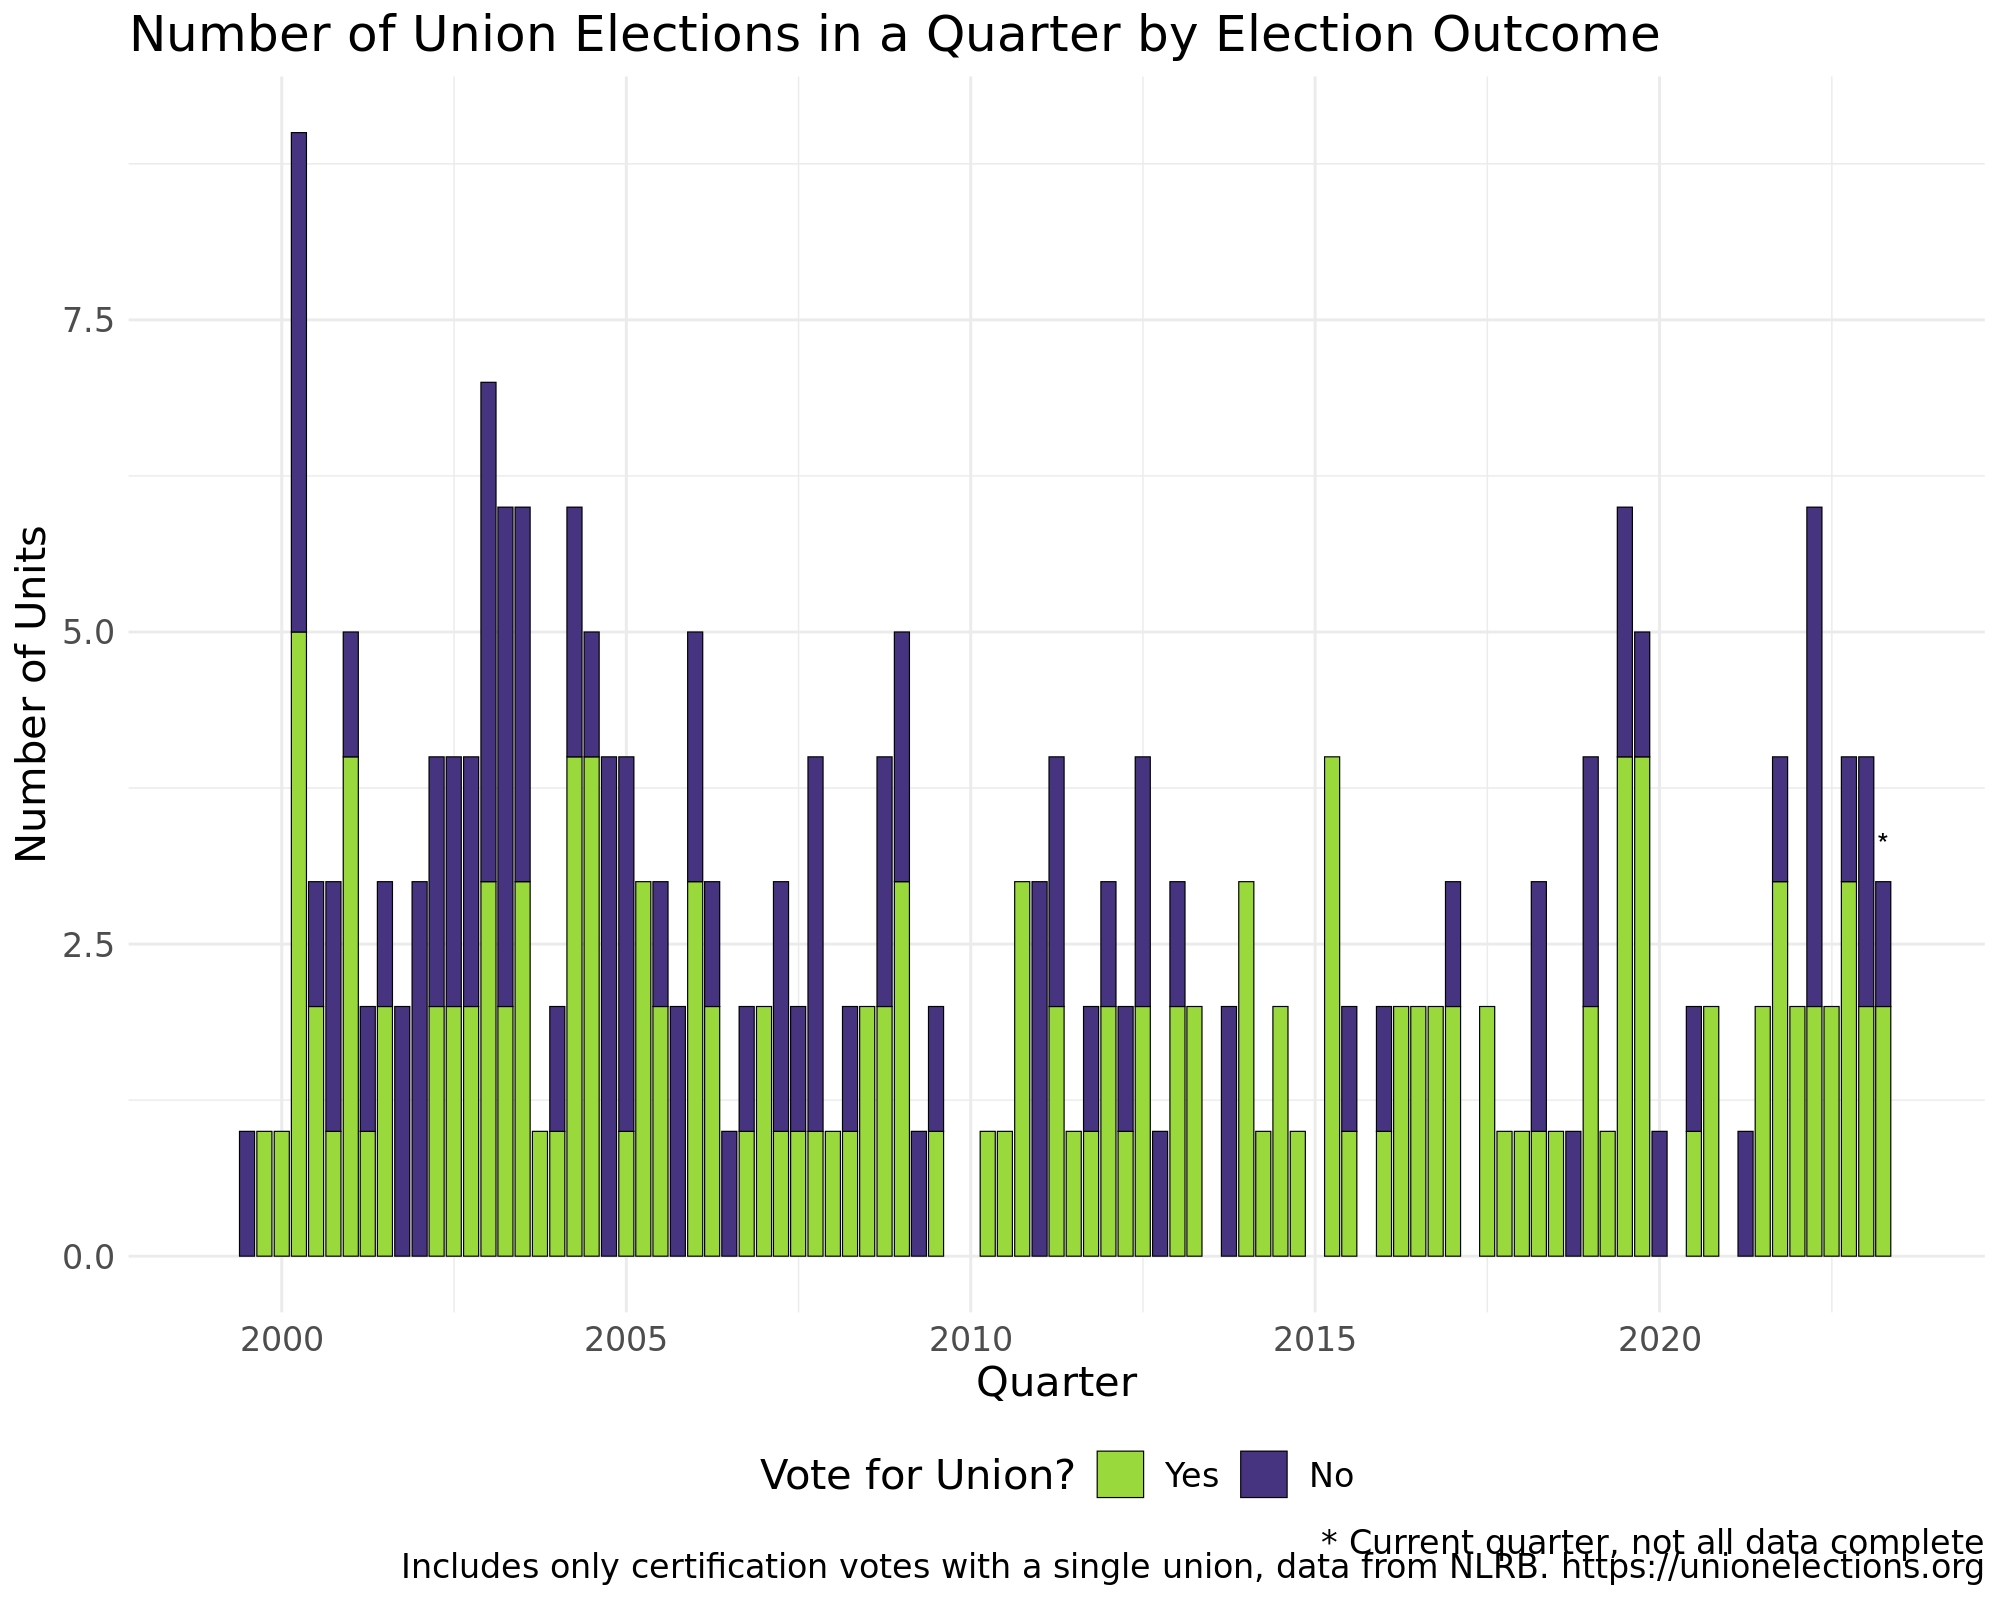 Number of Union Elections in a Quarter by Election Outcome
Number of Units
7.5
5.0
2.5
0.0
*
2000 2005 2010 2015 2020
Quarter
Vote for Union? Yes No
* Current quarter, not all data complete
Includes only certification votes with a single union, data from NLRB. https://unionelections.org